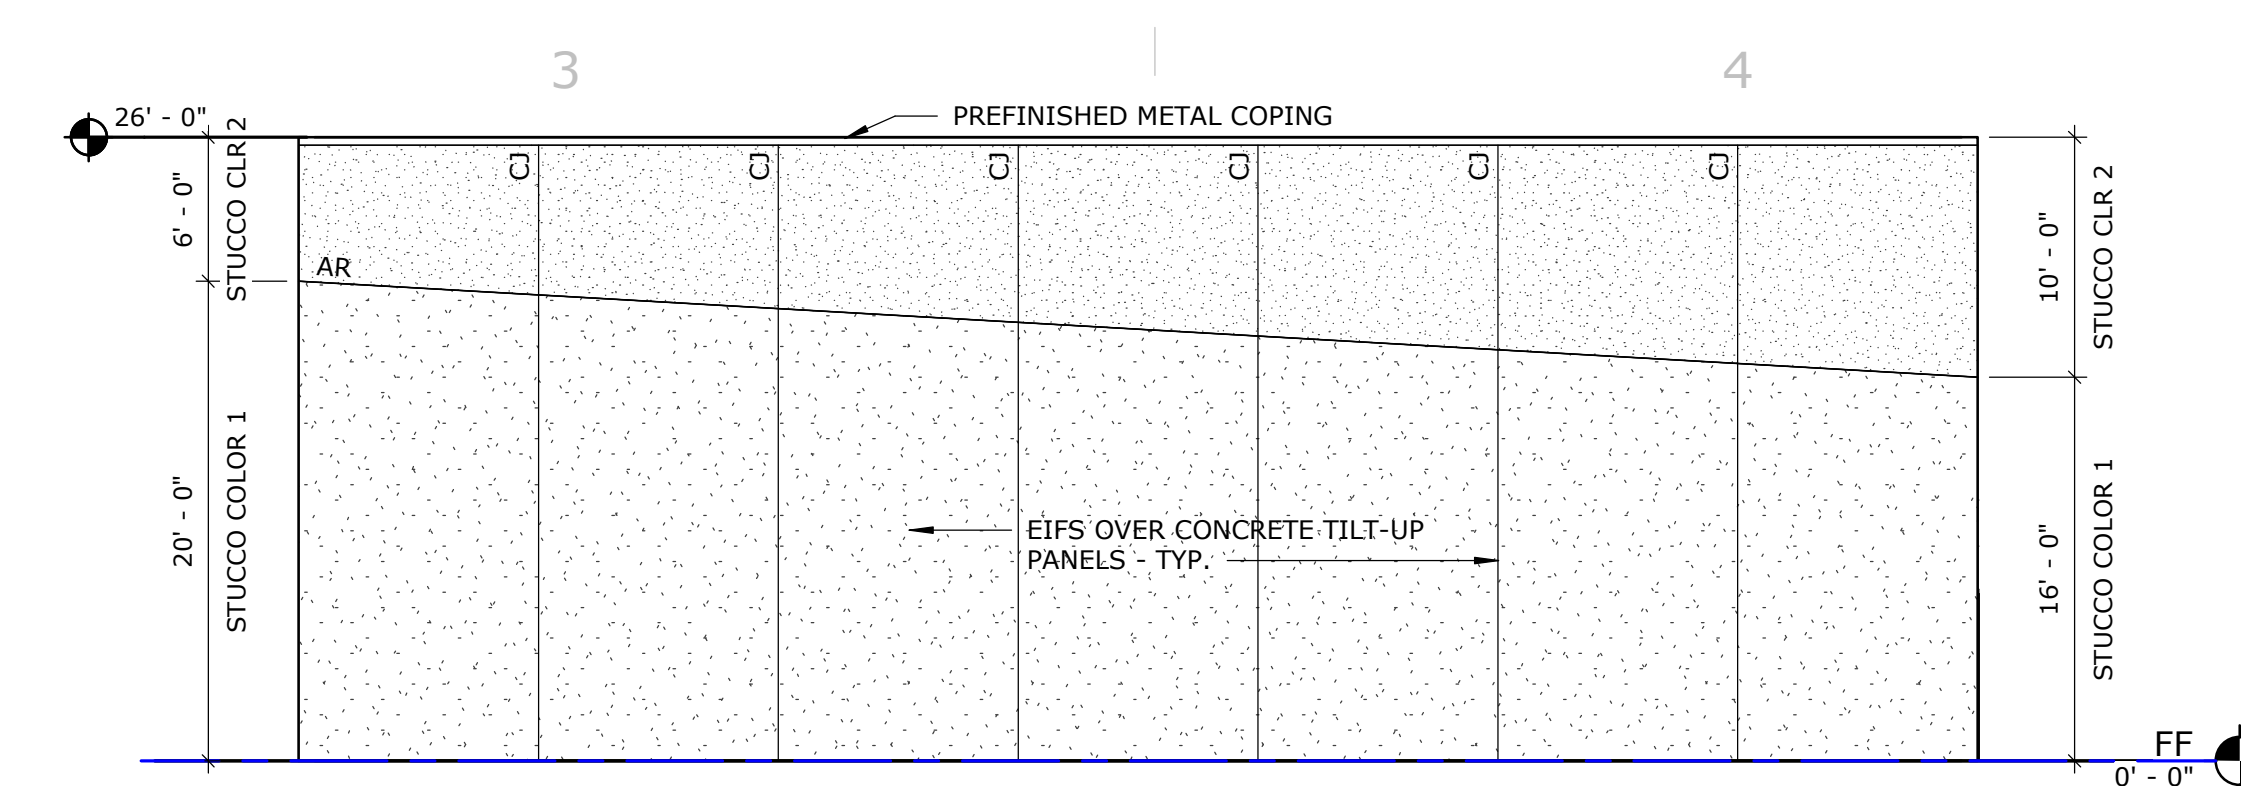 3
4
26' - 0"
PREFINISHED METAL COPING
STUCCO CLR 2
6' - 0"
CJ
CJ
CJ
CJ
CJ
CJ
AR
10' - 0"
STUCCO CLR 2
20' - 0"
STUCCO COLOR 1
EIFS OVER CONCRETE TILT-UP
PANELS - TYP.
16' - 0"
STUCCO COLOR 1
FF
0' - 0"